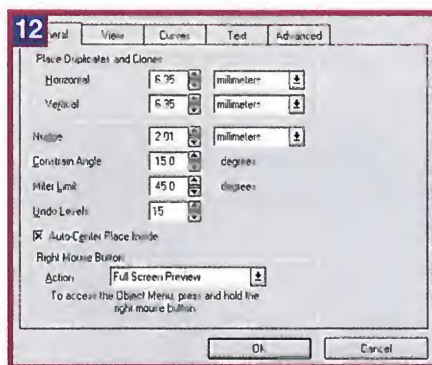 12
General View Curves Text Advanced
Place Duplicates and Clones
Horizontal 6.35 millimeters
Vertical 6.35 millimeters
Nudge 2.01 millimeters
Constrain Angle 15.0 degrees
Miter Limit 45.0 degrees
Undo Levels 15
Auto-Center Place Inside
Right Mouse Button
Action Full Screen Preview
To access the Object Menu, press and hold the
right mouse button.
OK Cancel